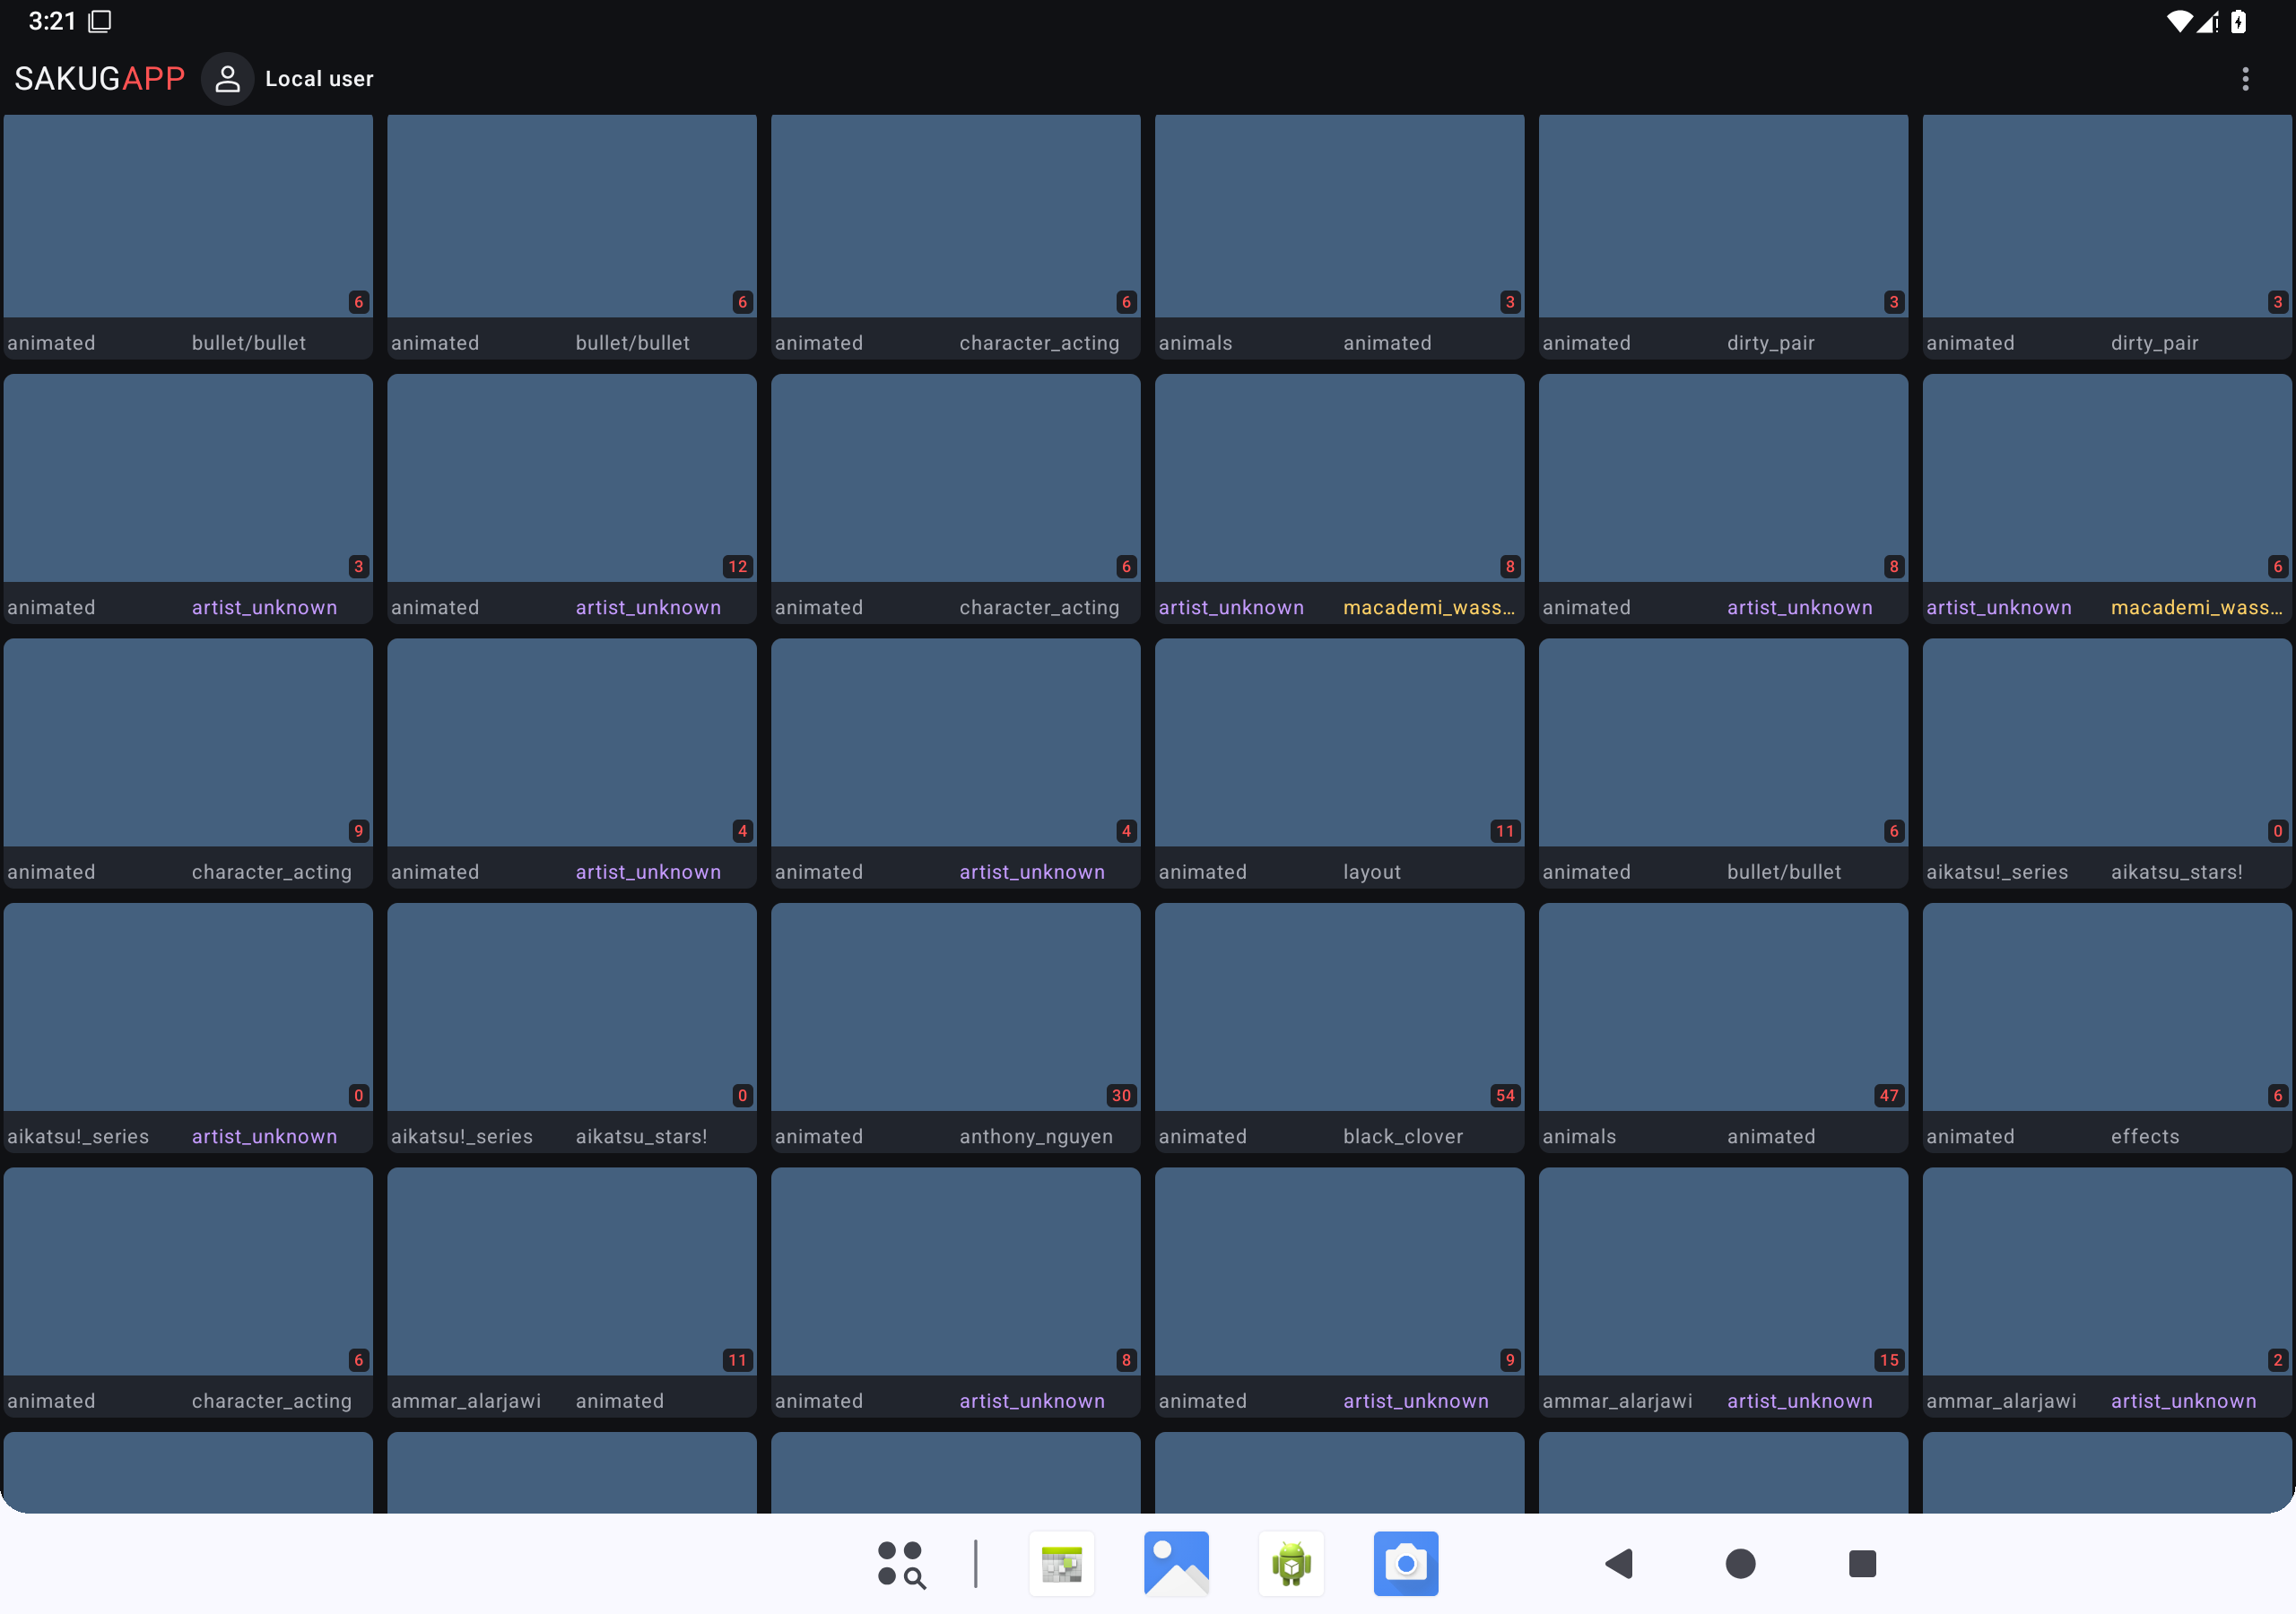 3:21
SAKUGAPP Local user
6 6 6 3 3 3
animated bullet/bullet animated bullet/bullet animated character_acting animals animated animated dirty_pair animated dirty_pair
3 12 6 8 8 6
animated artist_unknown animated artist_unknown animated character_acting artist_unknown macademi_wass… animated artist_unknown artist_unknown macademi_wass…
9 4 4 11 6 0
animated character_acting animated artist_unknown animated artist_unknown animated layout animated bullet/bullet aikatsu!_series aikatsu_stars!
0 0 30 54 47 6
aikatsu!_series artist_unknown aikatsu!_series aikatsu_stars! animated anthony_nguyen animated black_clover animals animated animated effects
6 11 8 9 15 2
animated character_acting ammar_alarjawi animated animated artist_unknown animated artist_unknown ammar_alarjawi artist_unknown ammar_alarjawi artist_unknown